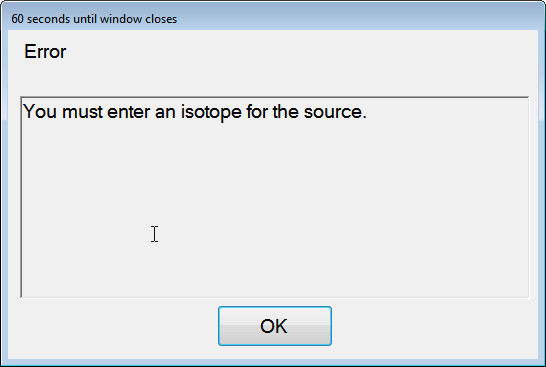 60 seconds until window closes
Error
You must enter an isotope for the source.
OK